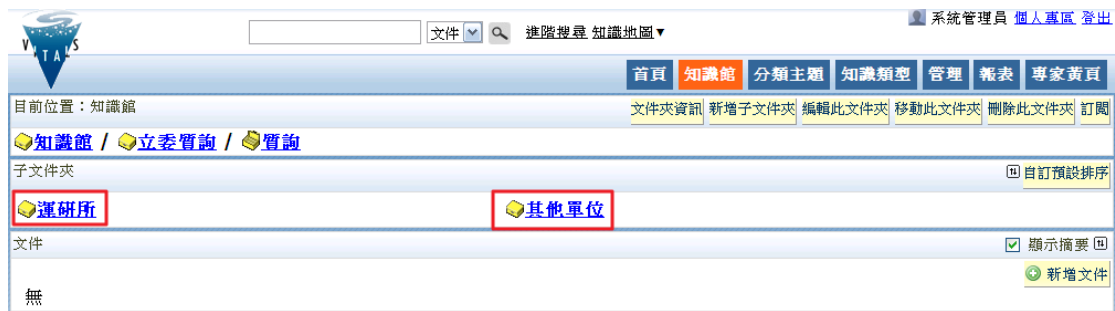 系統管理員 個人專區 登出
VITALS
文件 進階搜尋 知識地圖▼
首頁 知識館 分類主題 知識類型 管理 報表 專家黃頁
目前位置：知識館 文件夾資訊 新增子文件夾 編輯此文件夾 移動此文件夾 刪除此文件夾 訂閱
知識館 / 立委質詢 / 質詢
子文件夾 自訂預設排序
運研所 其他單位
文件 顯示摘要
新增文件
無